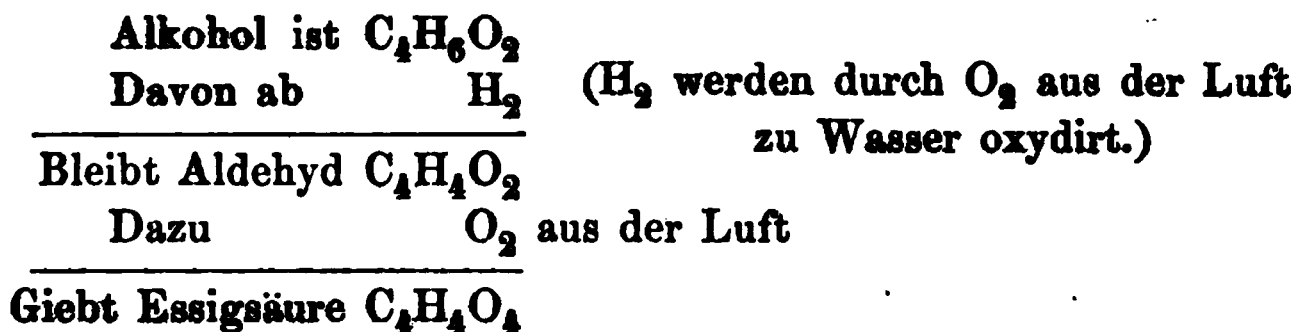 Alkohol ist C₄H₆O₂
Davon ab H₂ (H₂ werden durch O₂ aus der Luft
zu Wasser oxydirt.)
Bleibt Aldehyd C₄H₄O₂
Dazu O₂ aus der Luft
Giebt Essigsäure C₄H₄O₄